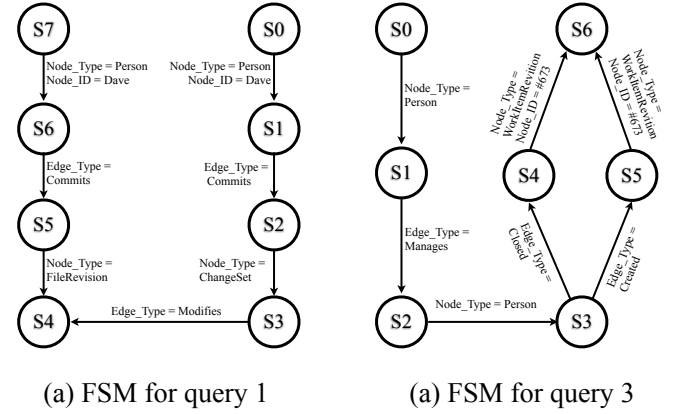 S7
S0
Node_Type = Person
Node_ID = Dave
Node_Type = Person
Node_ID = Dave
S6
S1
Edge_Type =
Commits
Edge_Type =
Commits
S5
S2
Node_Type =
FileRevision
Node_Type =
ChangeSet
S4
Edge_Type = Modifies
S3
(a) FSM for query 1
S0
S6
Node_Type =
Person
Node_Type =
WorkItemRevition
Node_ID = #673
Node_Type =
WorkItemRevition
Node_ID = #673
S1
S4
S5
Edge_Type =
Manages
Edge_Type =
Closed
Edge_Type =
Created
S2
Node_Type = Person
S3
(a) FSM for query 3